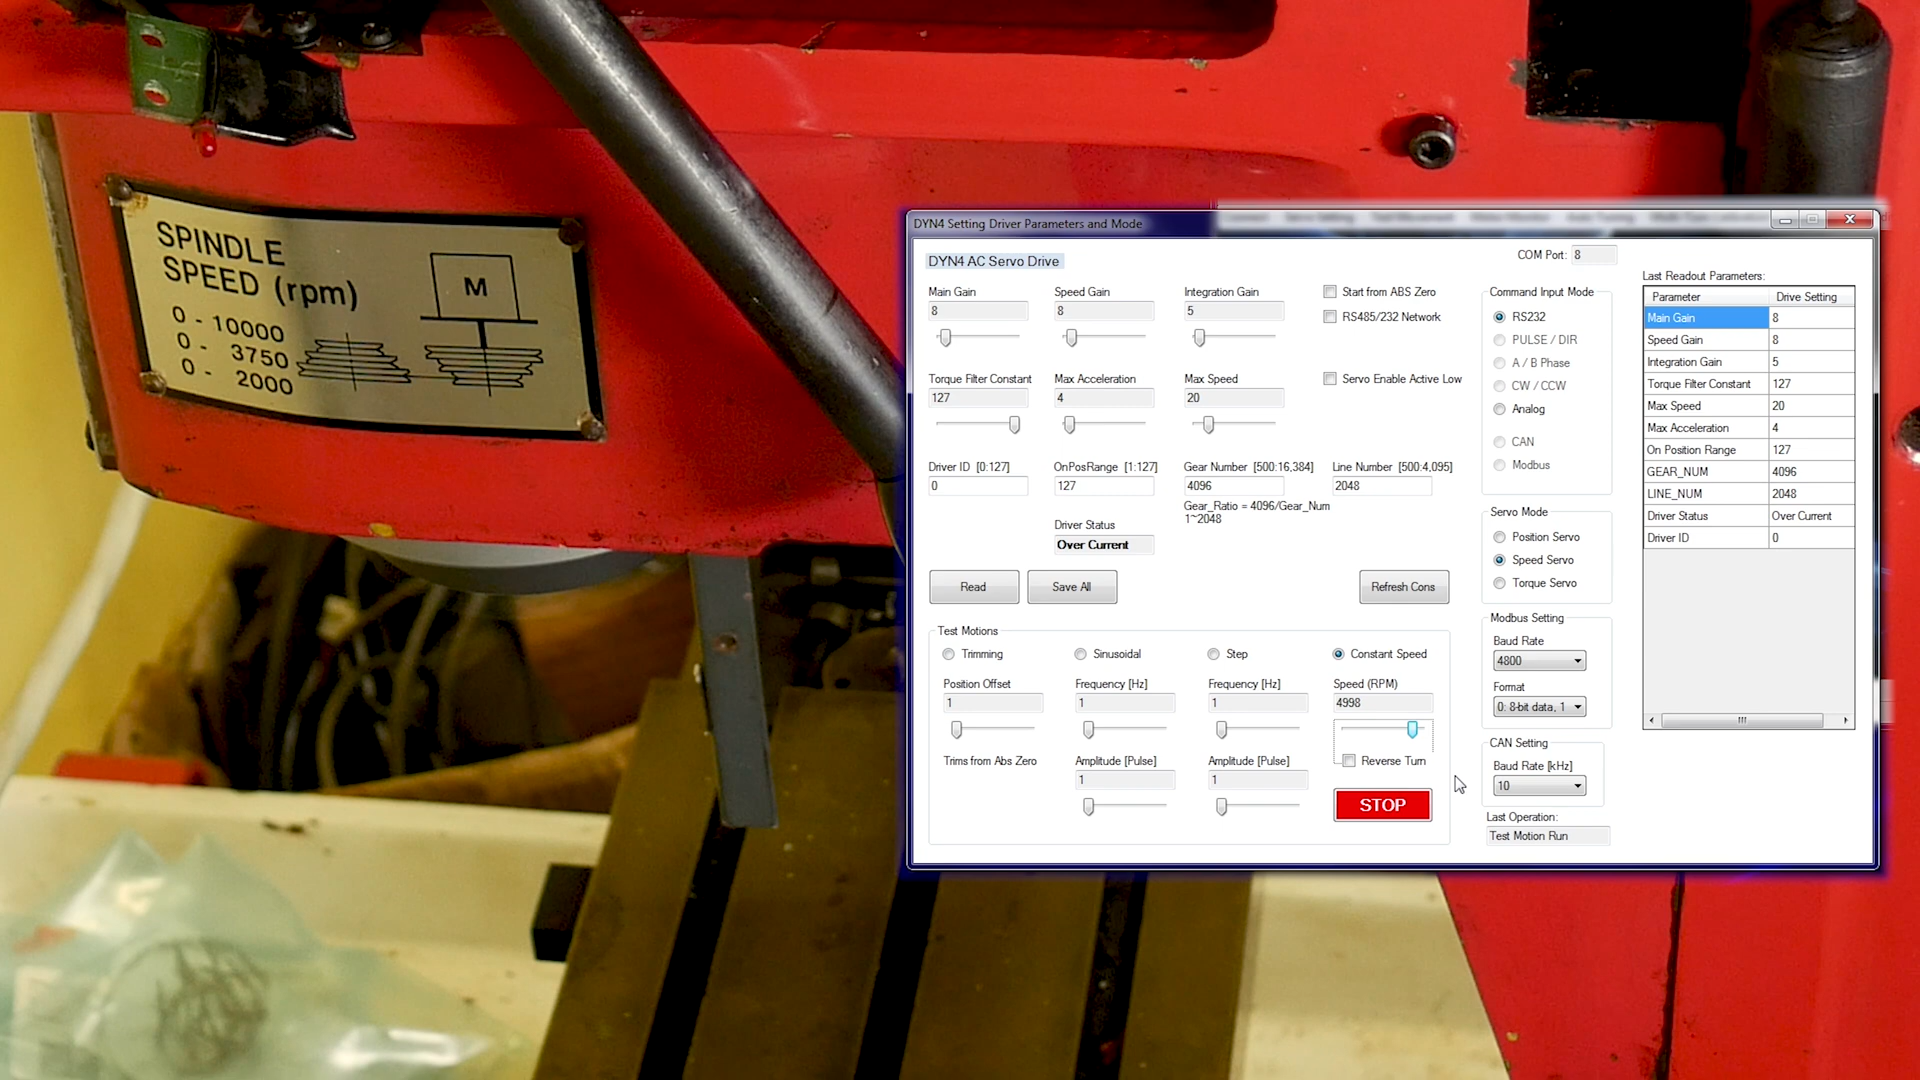 SPINDLE
SPEED (rpm)
0 - 10000
0 - 3750
0 - 2000
M
DYN4 Setting Driver Parameters and Mode
DYN4 AC Servo Drive
COM Port: 8
Main Gain
8
Speed Gain
8
Integration Gain
5
Start from ABS Zero
RS485/232 Network
Torque Filter Constant
127
Max Acceleration
4
Max Speed
20
Servo Enable Active Low
Driver ID [0:127]
0
OnPosRange [1:127]
127
Gear Number [500:16,384]
4096
Gear_Ratio = 4096/Gear_Num
1~2048
Line Number [500:4,095]
2048
Driver Status
Over Current
Read
Save All
Refresh Cons
Test Motions
Trimming
Position Offset
1
Trims from Abs Zero
Sinusoidal
Frequency [Hz]
1
Amplitude [Pulse]
1
Step
Frequency [Hz]
1
Amplitude [Pulse]
1
Constant Speed
Speed (RPM)
4998
Reverse Turn
STOP
Command Input Mode
RS232
PULSE / DIR
A / B Phase
CW / CCW
Analog
CAN
Modbus
Servo Mode
Position Servo
Speed Servo
Torque Servo
Modbus Setting
Baud Rate
4800
Format
0: 8-bit data, 1
CAN Setting
Baud Rate [kHz]
10
Last Operation:
Test Motion Run
Last Readout Parameters:
Parameter Drive Setting
Main Gain 8
Speed Gain 8
Integration Gain 5
Torque Filter Constant 127
Max Speed 20
Max Acceleration 4
On Position Range 127
GEAR_NUM 4096
LINE_NUM 2048
Driver Status Over Current
Driver ID 0